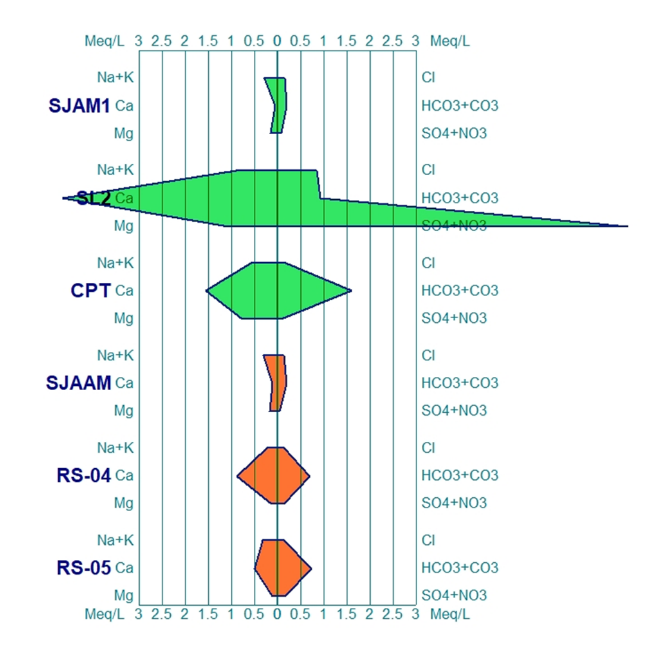 Meq/L 3 2.5 2 1.5 1 0.5 0 0.5 1 1.5 2 2.5 3 Meq/L
Na+K Cl
SJAM1 Ca HCO3+CO3
Mg SO4+NO3
Na+K Cl
SL2 Ca HCO3+CO3
Mg SO4+NO3
Na+K Cl
CPT Ca HCO3+CO3
Mg SO4+NO3
Na+K Cl
SJAAM Ca HCO3+CO3
Mg SO4+NO3
Na+K Cl
RS-04 Ca HCO3+CO3
Mg SO4+NO3
Na+K Cl
RS-05 Ca HCO3+CO3
Mg SO4+NO3
Meq/L 3 2.5 2 1.5 1 0.5 0 0.5 1 1.5 2 2.5 3 Meq/L